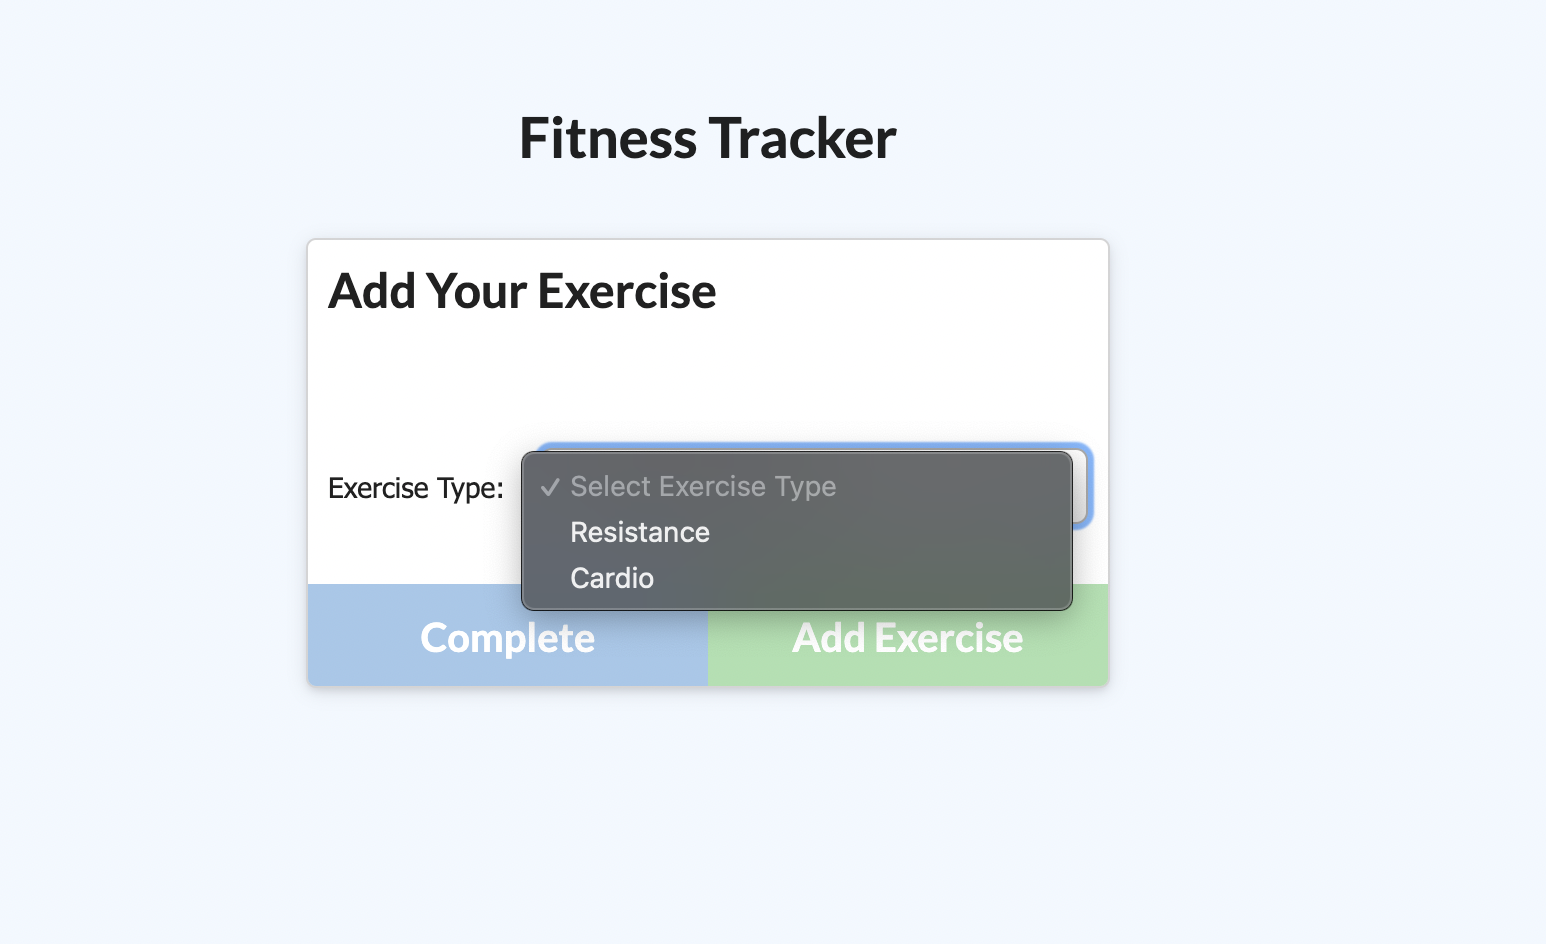 Fitness Tracker
Add Your Exercise
Exercise Type:
✓ Select Exercise Type
Resistance
Cardio
Complete
Add Exercise